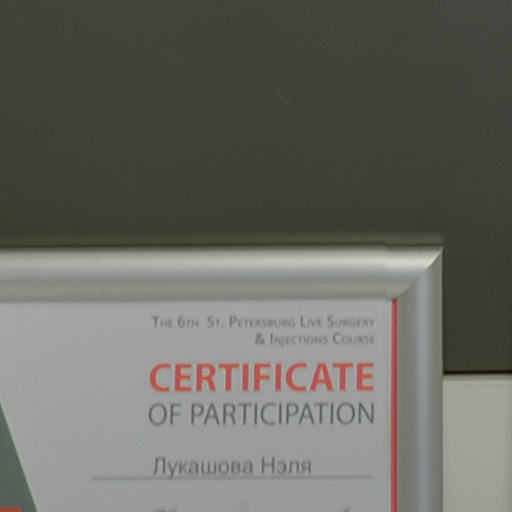 The 6th St. Petersburg Live Surgery
& Injections Course
CERTIFICATE
OF PARTICIPATION
Лукашова Нэля